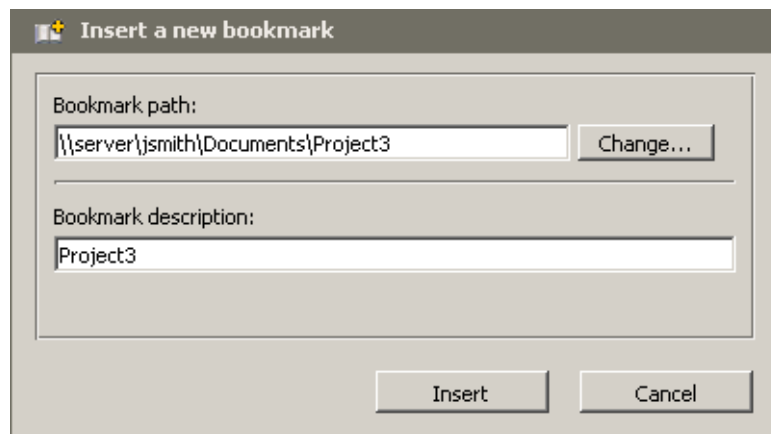 Insert a new bookmark
Bookmark path:
\\server\jsmith\Documents\Project3
Change...
Bookmark description:
Project3
Insert
Cancel